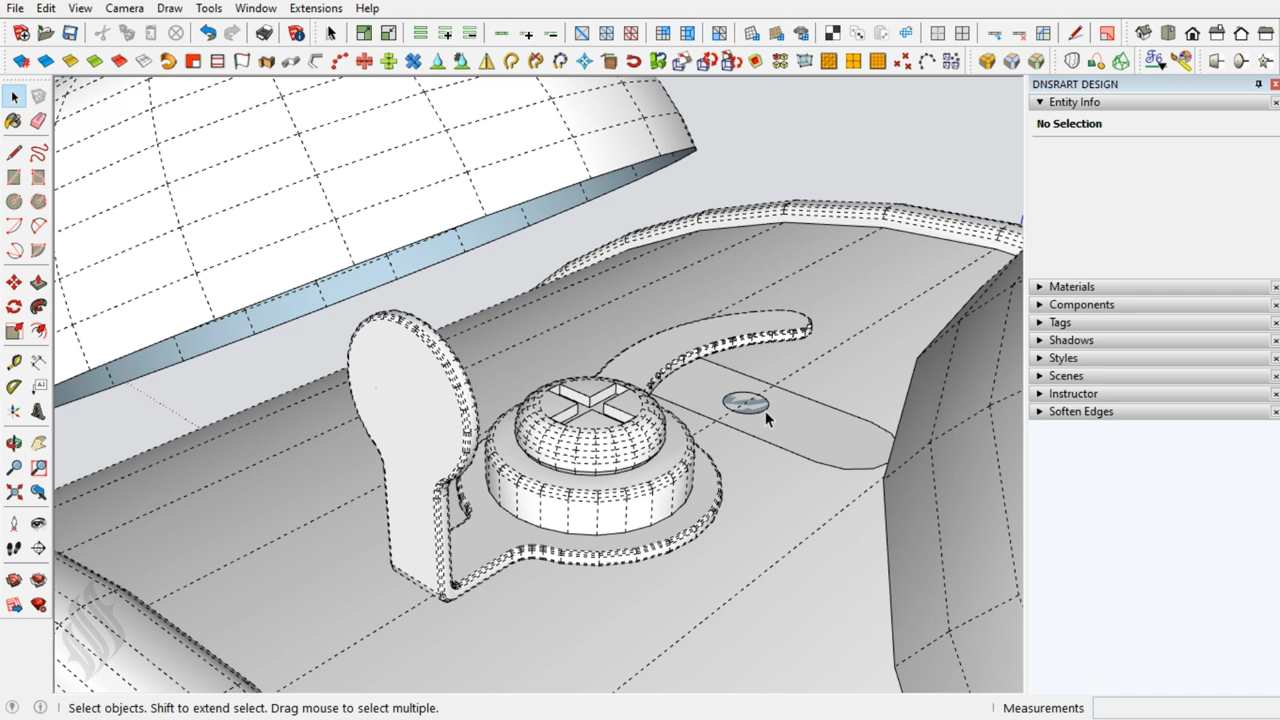 File Edit View Camera Draw Tools Window Extensions Help
DNSRART DESIGN
Entity Info
No Selection
Materials
Components
Tags
Shadows
Styles
Scenes
Instructor
Soften Edges
Select objects. Shift to extend select. Drag mouse to select multiple.
Measurements